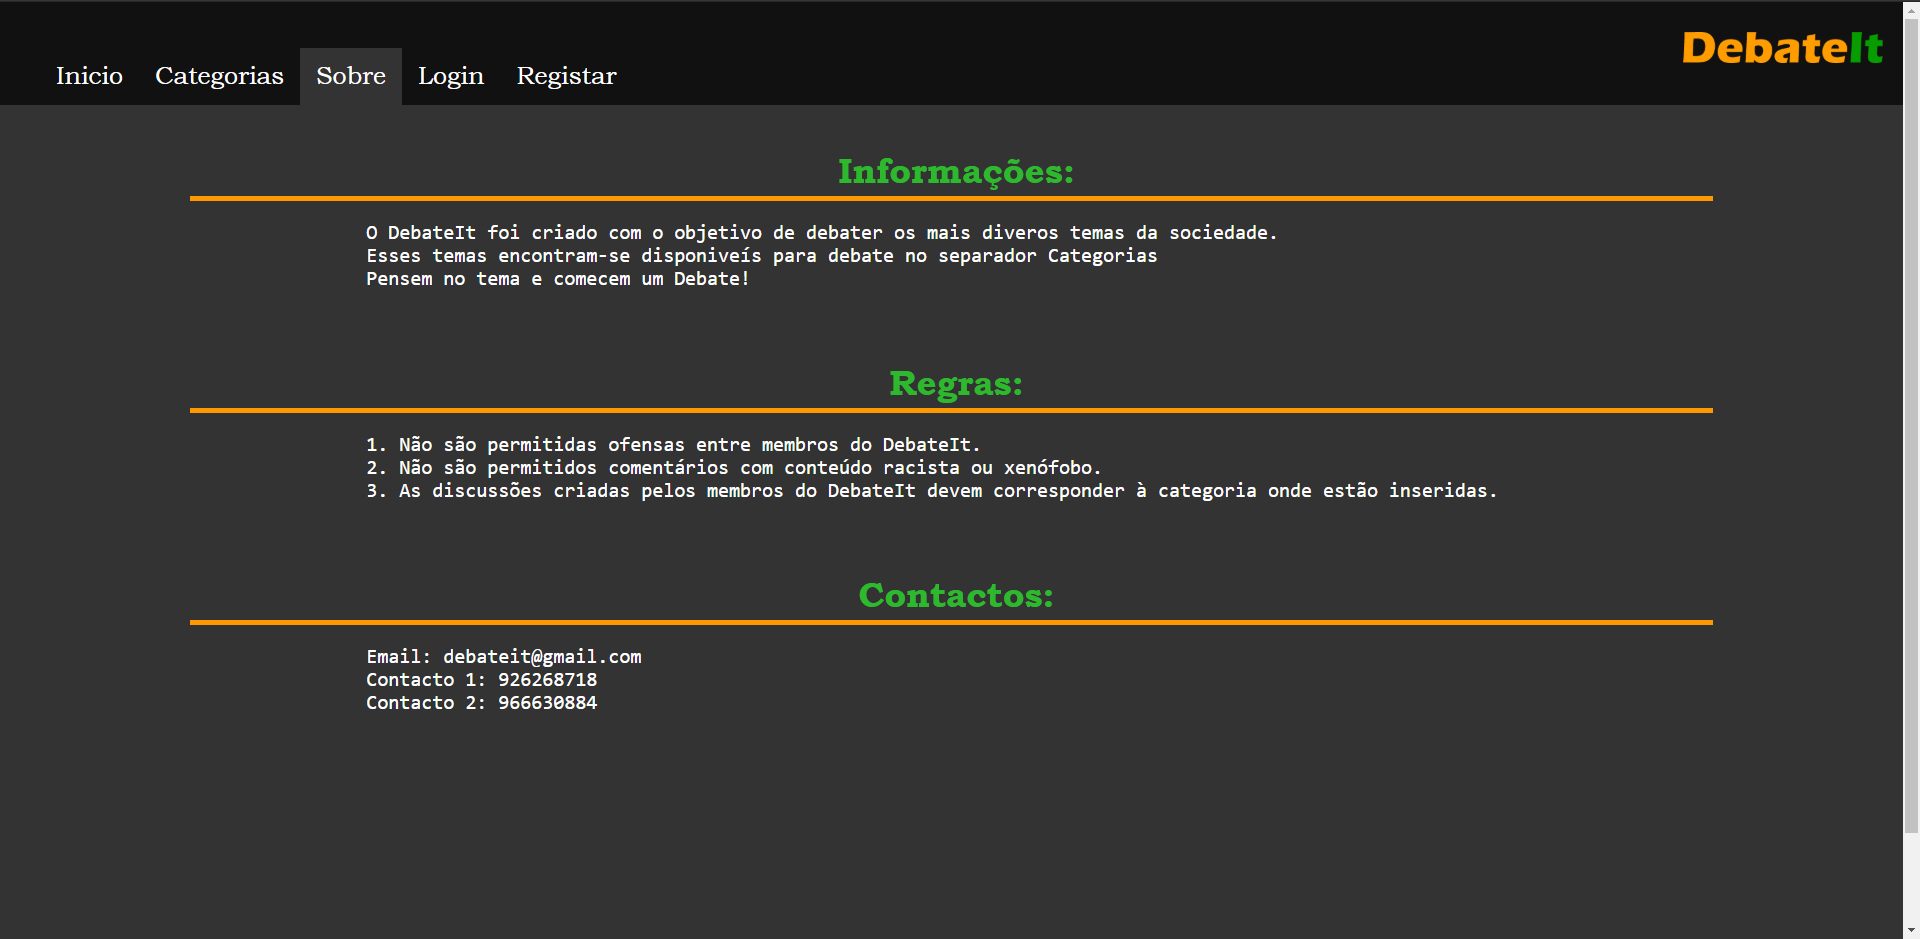 Inicio Categorias Sobre Login Registar
DebateIt
Informações:
O DebateIt foi criado com o objetivo de debater os mais diveros temas da sociedade.
Esses temas encontram-se disponiveís para debate no separador Categorias
Pensem no tema e comecem um Debate!
Regras:
1. Não são permitidas ofensas entre membros do DebateIt.
2. Não são permitidos comentários com conteúdo racista ou xenófobo.
3. As discussões criadas pelos membros do DebateIt devem corresponder à categoria onde estão inseridas.
Contactos:
Email: debateit@gmail.com
Contacto 1: 926268718
Contacto 2: 966630884